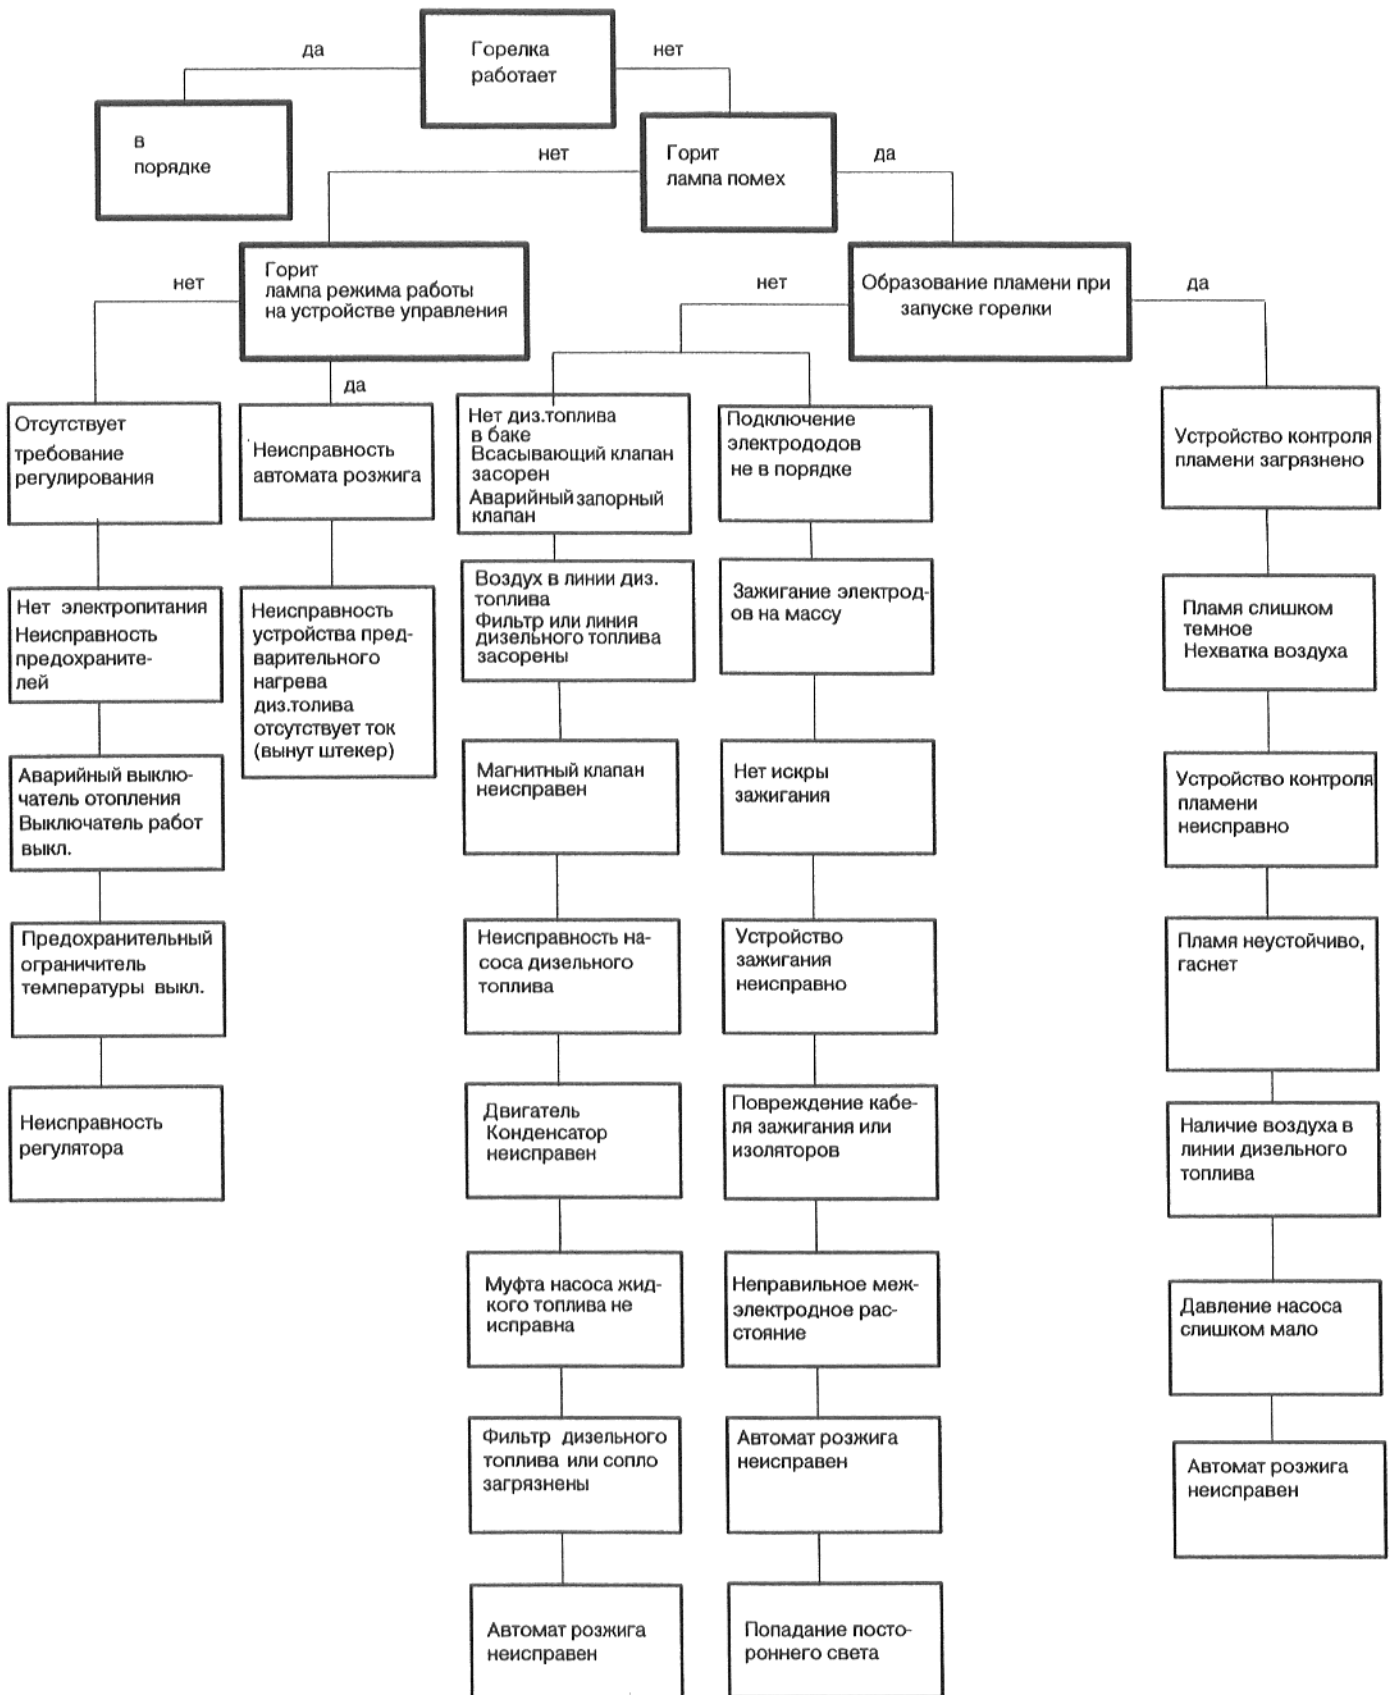 да
Горелка
работает
нет
В
порядке
нет
Горит
лампа помех
да
нет
Горит
лампа режима работы
на устройстве управления
да
нет
Образование пламени при
запуске горелки
да
Отсутствует
требование
регулирования
Неисправность
автомата розжига
Нет диз.топлива
в баке
Всасывающий клапан
засорен
Аварийный запорный
клапан
Подключение
электрододов
не в порядке
Устройство контроля
пламени загрязнено
Нет электропитания
Неисправность
предохраните-
лей
Неисправность
устройства пред-
варительного
нагрева
диз.толива
отсутствует ток
(вынут штекер)
Воздух в линии диз.
топлива
Фильтр или линия
дизельного топлива
засорены
Зажигание электрод-
ов на массу
Пламя слишком
темное
Нехватка воздуха
Аварийный выклю-
чатель отопления
Выключатель работ
выкл.
Магнитный клапан
неисправен
Нет искры
зажигания
Устройство контроля
пламени
неисправно
Предохранительный
ограничитель
температуры выкл.
Неисправность на-
соса дизельного
топлива
Устройство
зажигания
неисправно
Пламя неустойчиво,
гаснет
Неисправность
регулятора
Двигатель
Конденсатор
неисправен
Повреждение кабе-
ля зажигания или
изоляторов
Наличие воздуха в
линии дизельного
топлива
Муфта насоса жид-
кого топлива не
исправна
Неправильное меж-
электродное рас-
стояние
Давление насоса
слишком мало
Фильтр дизельного
топлива или сопло
загрязнены
Автомат розжига
неисправен
Автомат розжига
неисправен
Автомат розжига
неисправен
Попадание посто-
роннего света